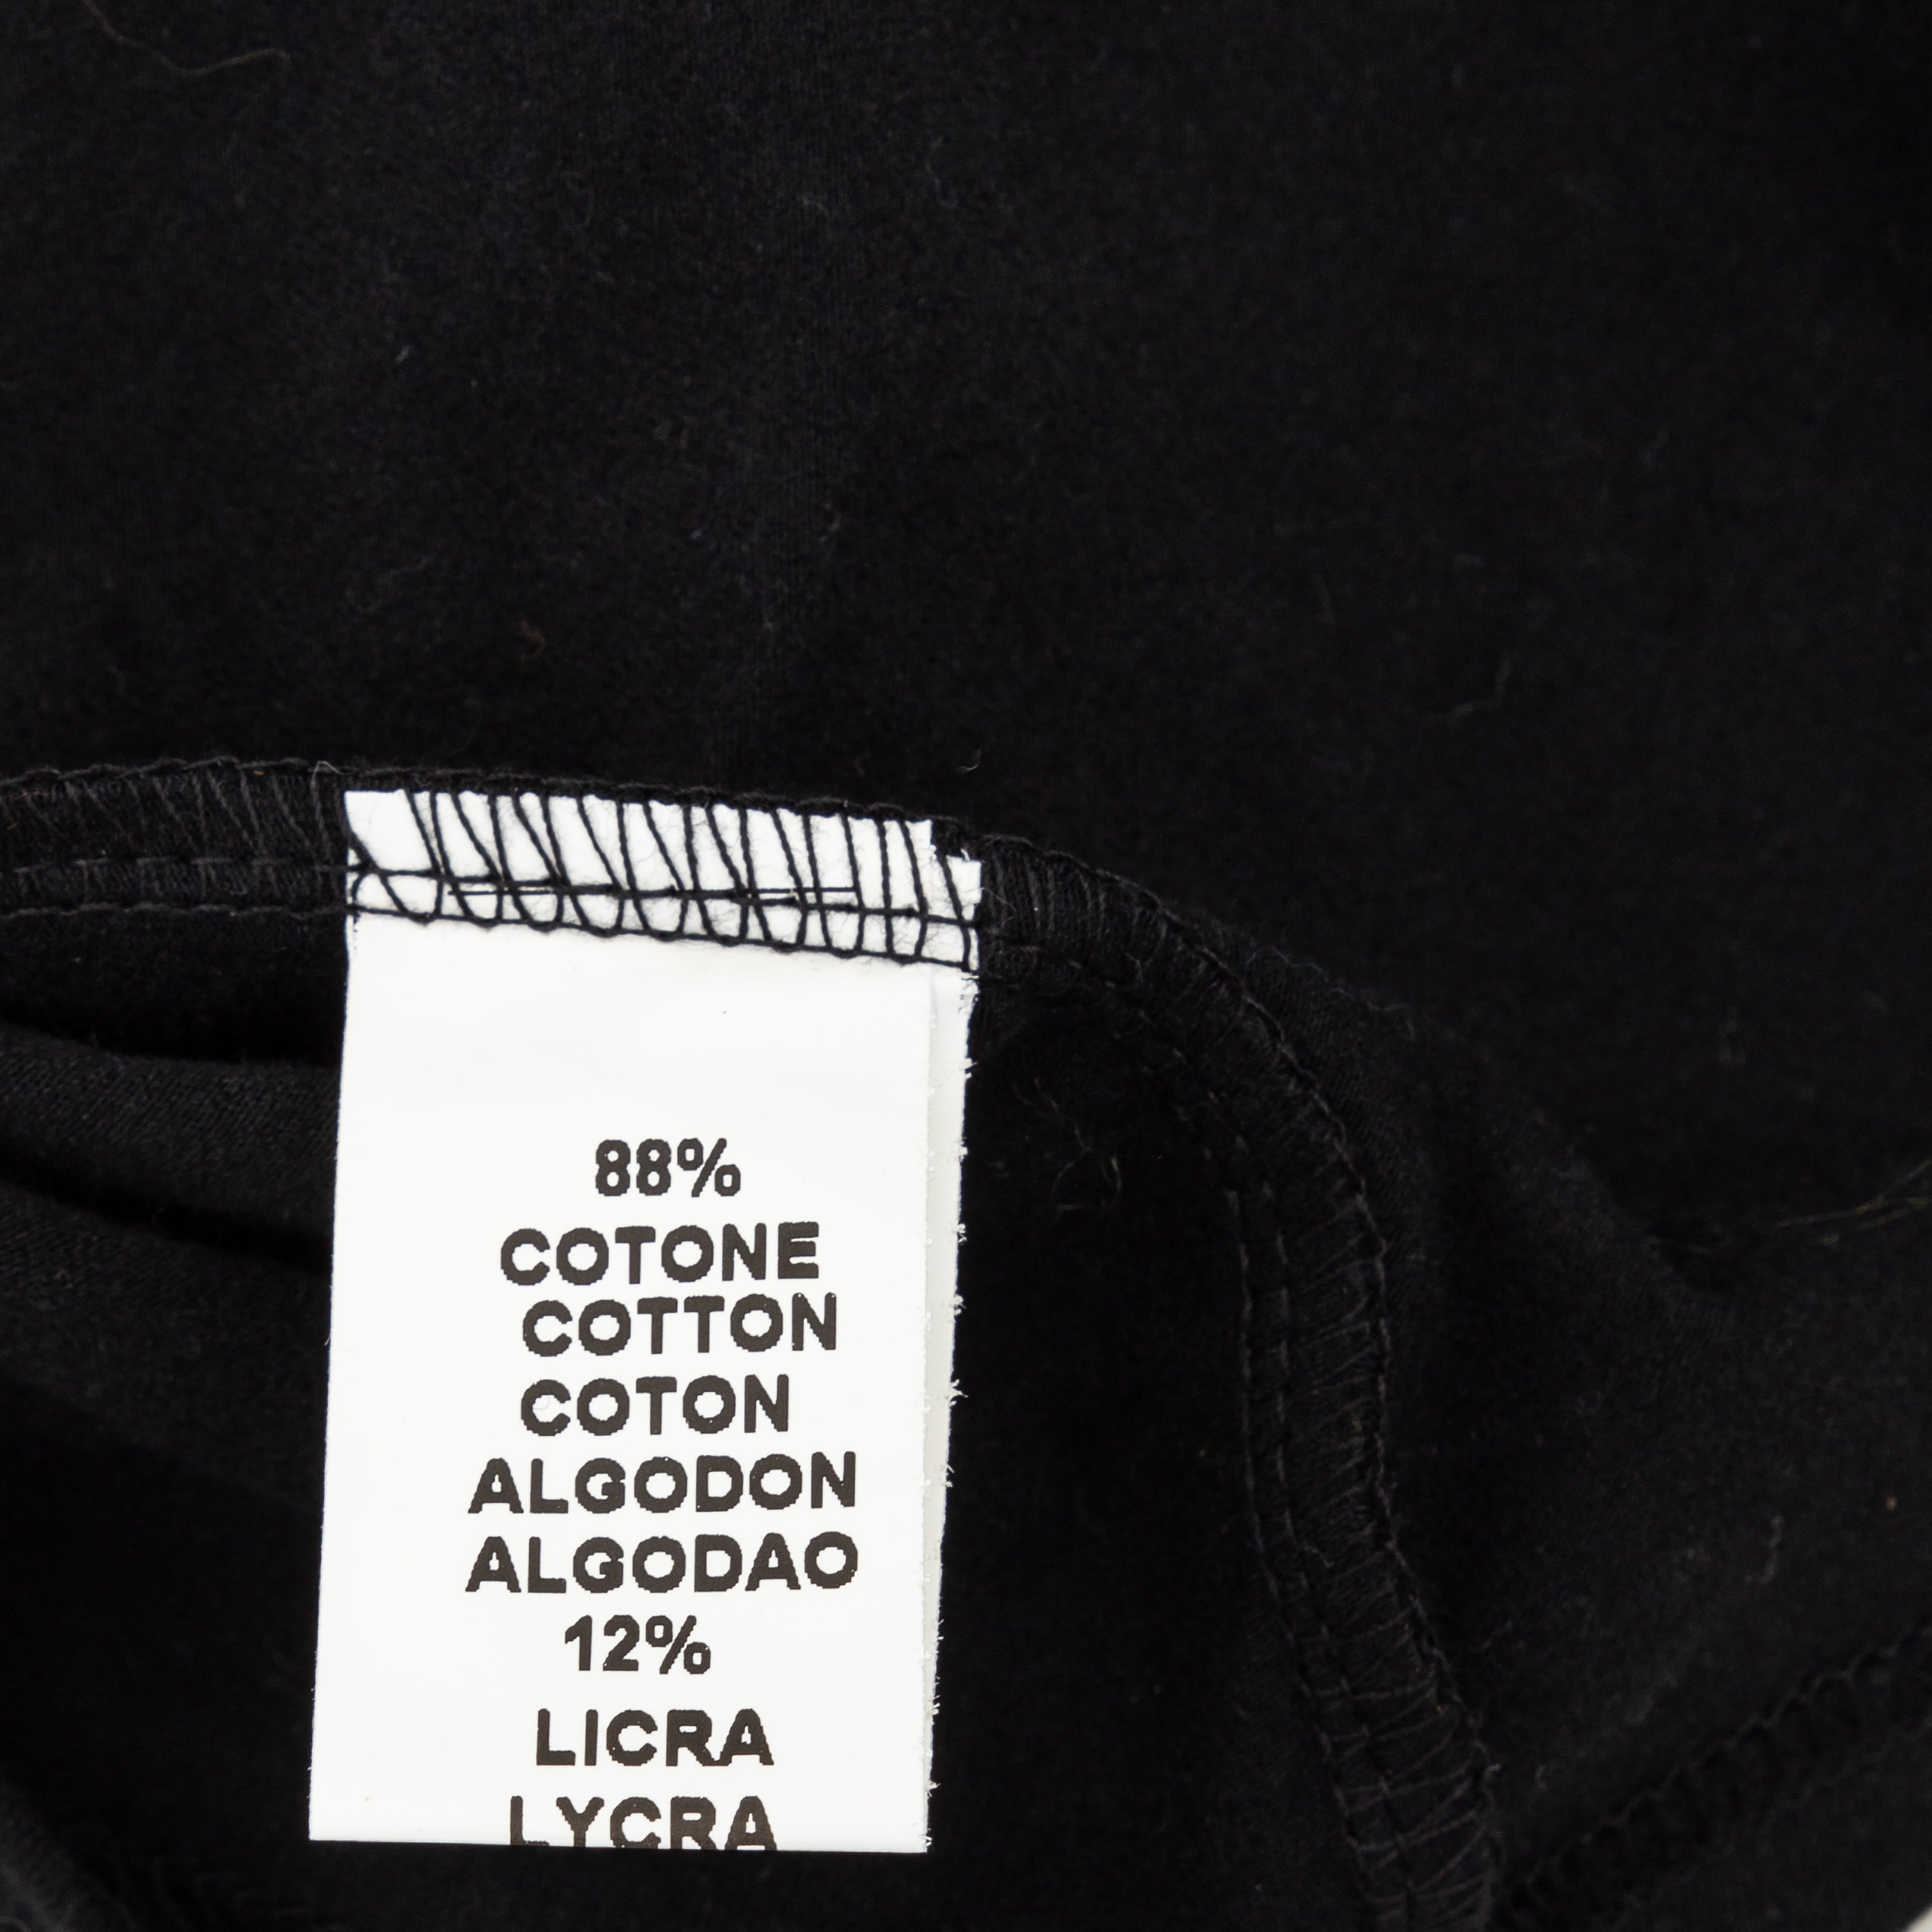 88%
COTONE
COTTON
COTON
ALGODON
ALGODAO
12%
LICRA
LYCRA